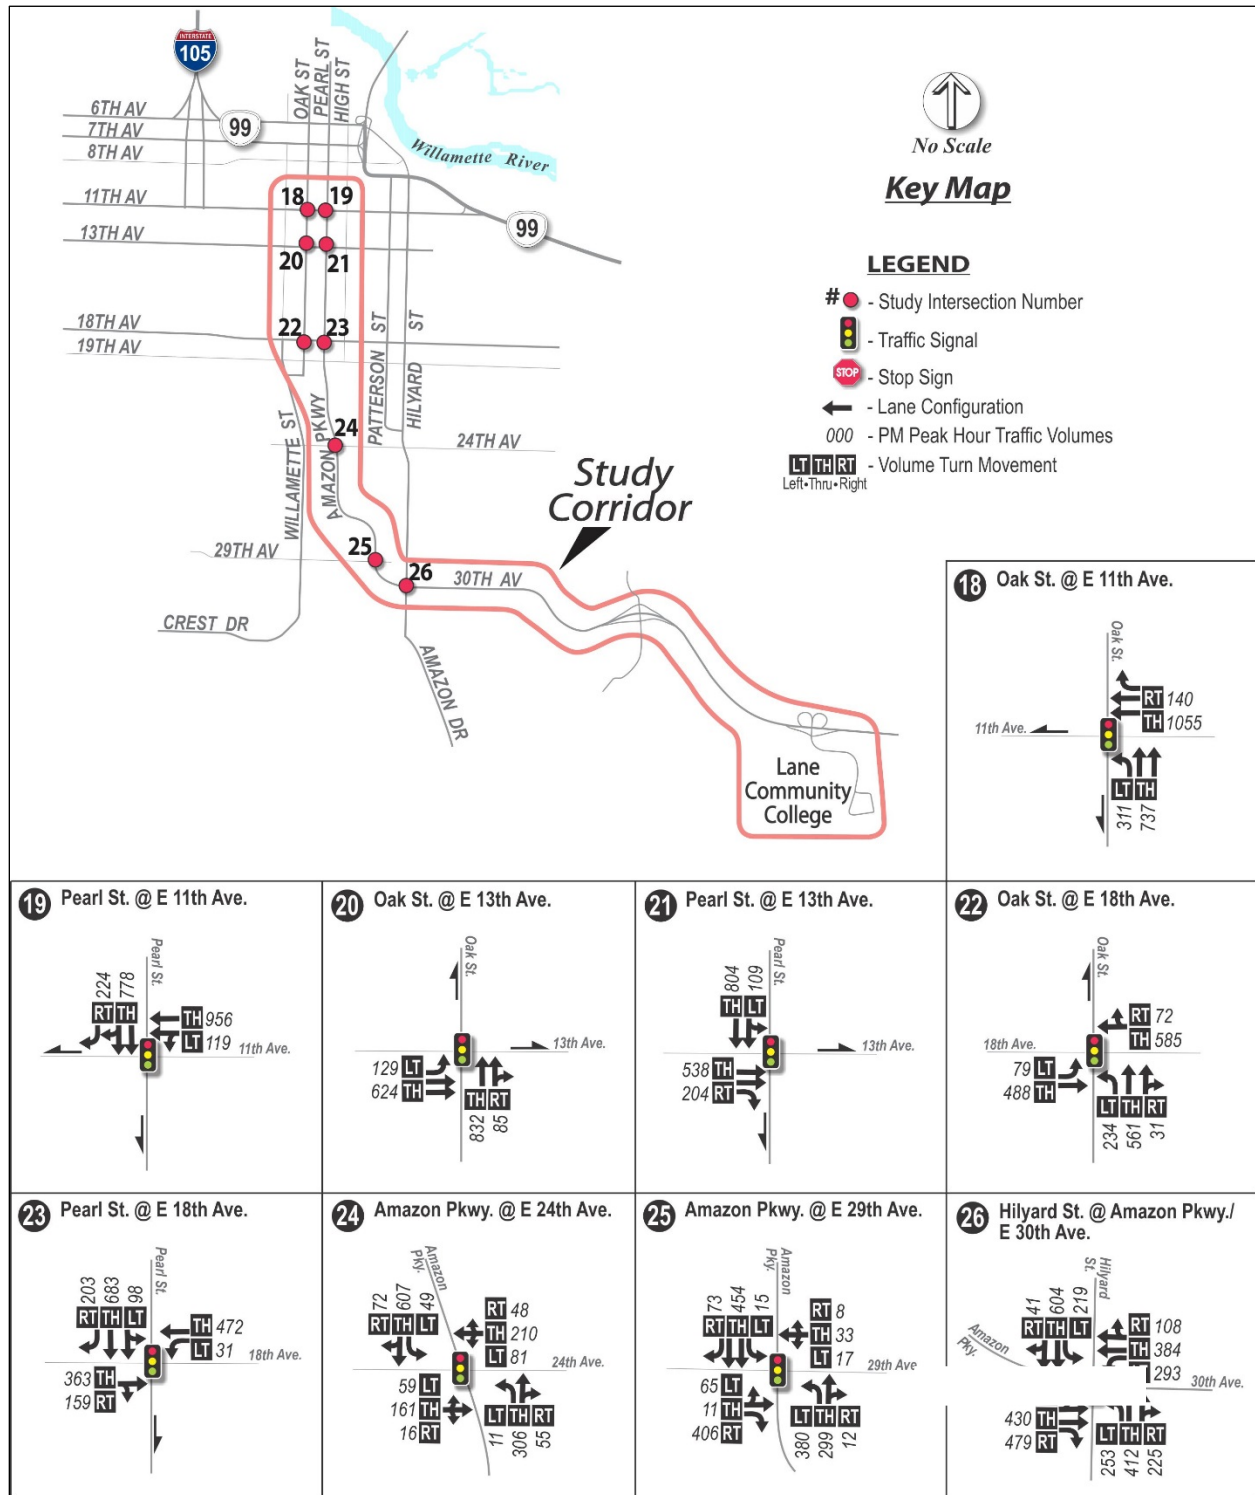 INTERSTATE
105
OAK ST
PEARL ST
HIGH ST
6TH AV
7TH AV
8TH AV
99
Willamette River
No Scale
Key Map
11TH AV
18
19
99
13TH AV
20
21
LEGEND
# - Study Intersection Number
- Traffic Signal
STOP - Stop Sign
- Lane Configuration
000 - PM Peak Hour Traffic Volumes
LT TH RT - Volume Turn Movement
Left•Thru•Right
18TH AV
19TH AV
22
23
PATTERSON ST
HILYARD ST
WILLAMETTE ST
AMAZON PKWY
24
24TH AV
Study
Corridor
29TH AV
25
26
30TH AV
CREST DR
AMAZON DR
Lane
Community
College
18 Oak St. @ E 11th Ave.
Oak St.
RT 140
TH 1055
11th Ave.
LT TH
311 737
19 Pearl St. @ E 11th Ave.
Pearl St.
224 778
RT TH
TH 956
LT 119
11th Ave.
20 Oak St. @ E 13th Ave.
Oak St.
13th Ave.
129 LT
624 TH
TH RT
832 85
21 Pearl St. @ E 13th Ave.
Pearl St.
804 109
TH LT
13th Ave.
538 TH
204 RT
22 Oak St. @ E 18th Ave.
Oak St.
RT 72
TH 585
18th Ave.
79 LT
488 TH
LT TH RT
234 561 31
23 Pearl St. @ E 18th Ave.
Pearl St.
203 683 98
RT TH LT
TH 472
LT 31
18th Ave.
363 TH
159 RT
24 Amazon Pkwy. @ E 24th Ave.
Amazon Pky.
72 607 49
RT TH LT
RT 48
TH 210
LT 81
24th Ave.
59 LT
161 TH
16 RT
LT TH RT
11 306 55
25 Amazon Pkwy. @ E 29th Ave.
Amazon Pky.
73 454 15
RT TH LT
RT 8
TH 33
LT 17
29th Ave
65 LT
11 TH
406 RT
LT TH RT
380 299 12
26 Hilyard St. @ Amazon Pkwy./
E 30th Ave.
Hilyard St.
Amazon Pky.
41 604 219
RT TH LT
RT 108
TH 384
293
30th Ave.
430 TH
479 RT
LT TH RT
253 412 225